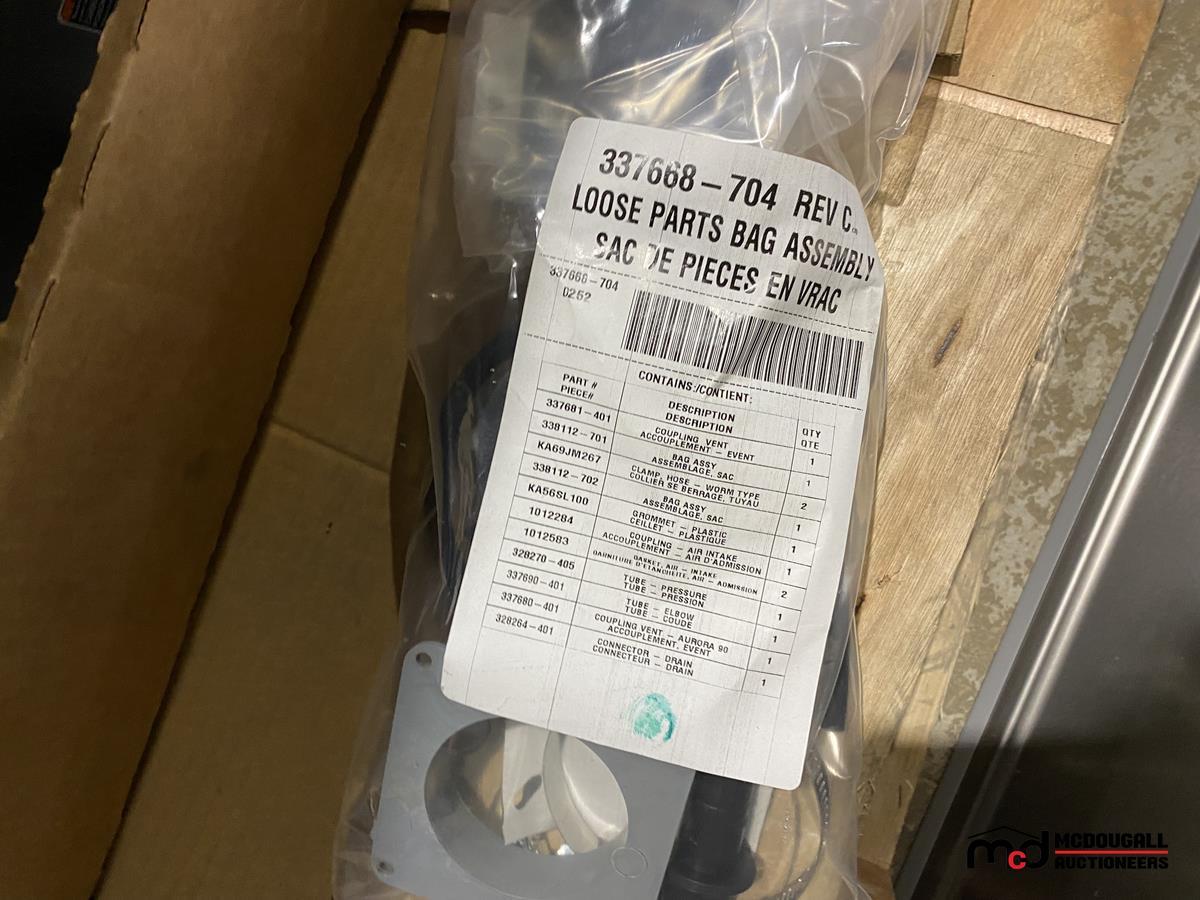 337668-704 REV C
LOOSE PARTS BAG ASSEMBLY
SAC DE PIECES EN VRAC
337668-704
0252
CONTAINS:/CONTIENT:
PART # DESCRIPTION QTY
PIECE# DESCRIPTION QTE
337681-401 COUPLING VENT 1
ACCOUPLEMENT - EVENT
338112-701 BAG ASSY 1
ASSEMBLAGE, SAC
KA69JM267 CLAMP, HOSE - WORM TYPE 2
COLLIER SE BERRAGE, TUYAU
338112-702 BAG ASSY 1
ASSEMBLAGE, SAC
KA56SL100 GROMMET - PLASTIC 1
CEILLET - PLASTIQUE
1012284 COUPLING - AIR INTAKE 1
ACCOUPLEMENT - AIR D'ADMISSION
1012583 GASKET, AIR - INTAKE 2
GARNITURE D'ETANCHEITE, AIR - ADMISSION
328270-405 TUBE - PRESSURE 1
TUBE - PRESSION
337690-401 TUBE - ELBOW 1
TUBE - COUDE
337680-401 COUPLING VENT - AURORA 90 1
ACCOUPLEMENT, EVENT
328264-401 CONNECTOR - DRAIN 1
CONNECTEUR - DRAIN
mcd MCDOUGALL
AUCTIONEERS